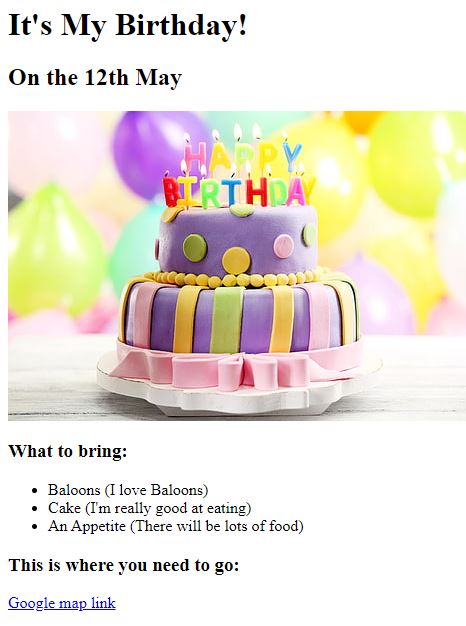 It's My Birthday!
On the 12th May
HAPPY
BIRTHDAY
What to bring:
Baloons (I love Baloons)
Cake (I'm really good at eating)
An Appetite (There will be lots of food)
This is where you need to go:
Google map link